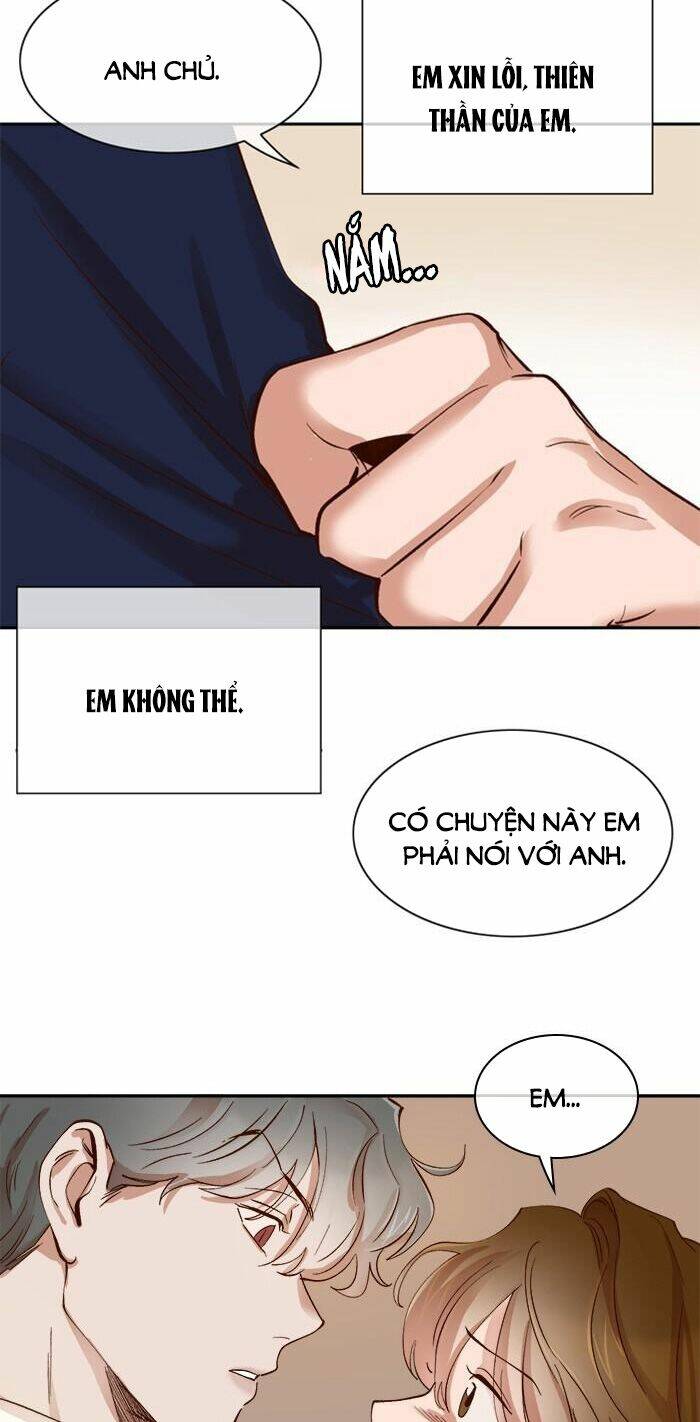 ANH CHỦ.
EM XIN LỖI, THIÊN
THẦN CỦA EM.
NẮM...
EM KHÔNG THỂ.
CÓ CHUYỆN NÀY EM
PHẢI NÓI VỚI ANH.
EM...